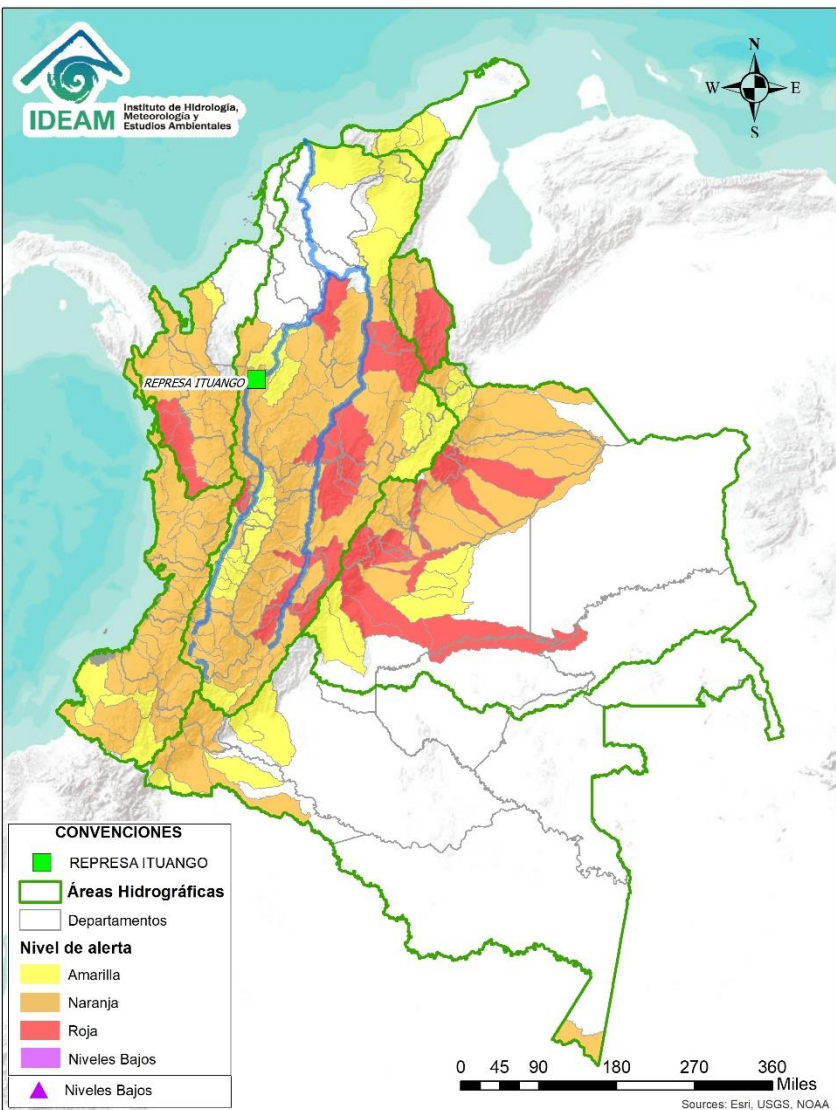 IDEAM
Instituto de Hidrología,
Meteorología y
Estudios Ambientales
N
W
E
S
REPRESA ITUANGO
CONVENCIONES
REPRESA ITUANGO
Áreas Hidrográficas
Departamentos
Nivel de alerta
Amarilla
Naranja
Roja
Niveles Bajos
Niveles Bajos
0 45 90 180 270 360
Miles
Sources: Esri, USGS, NOAA